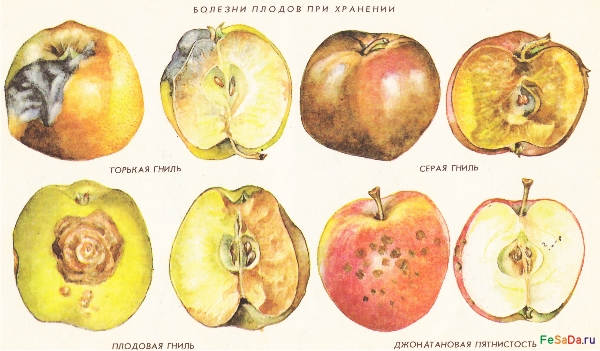 БОЛЕЗНИ ПЛОДОВ ПРИ ХРАНЕНИИ
ГОРЬКАЯ ГНИЛЬ
СЕРАЯ ГНИЛЬ
ПЛОДОВАЯ ГНИЛЬ
ДЖОНАТАНОВАЯ ПЯТНИСТОСТЬ
FeSaDa.ru